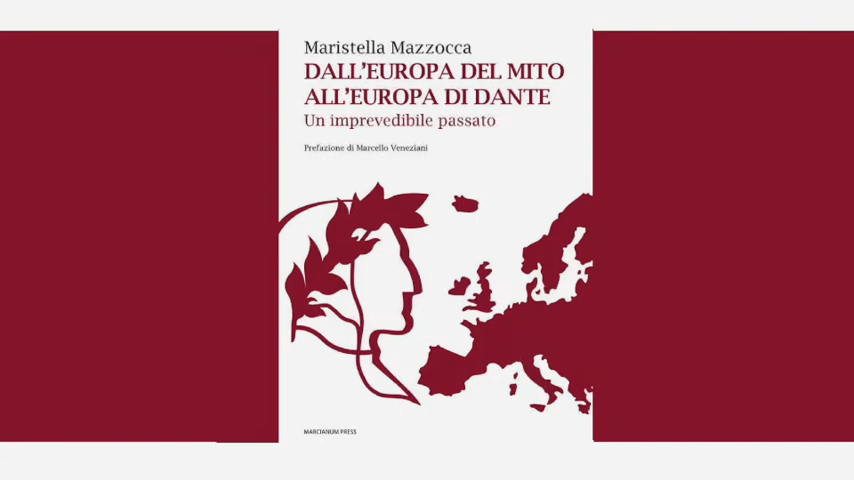 Maristella Mazzocca
DALL'EUROPA DEL MITO
ALL'EUROPA DI DANTE
Un imprevedibile passato
Prefazione di Marcello Veneziani
MARCIANUM PRESS